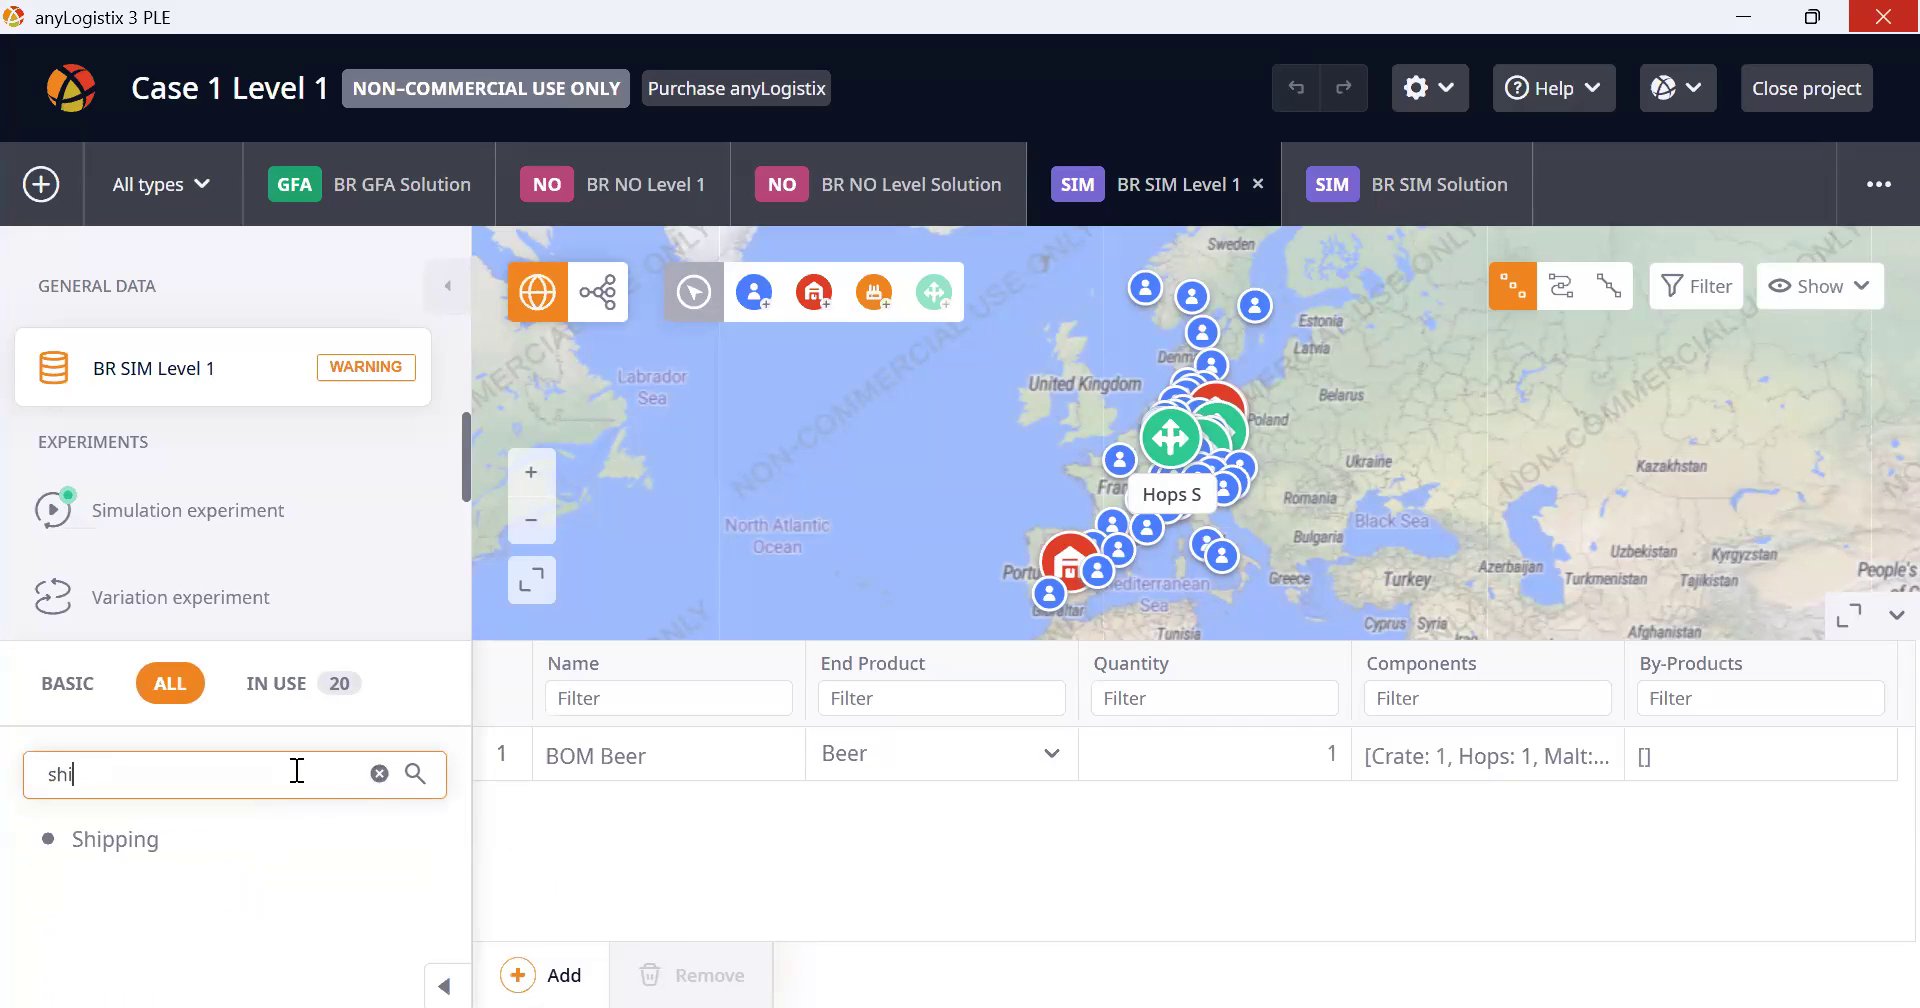 anyLogistix 3 PLE
Case 1 Level 1
NON-COMMERCIAL USE ONLY
Purchase anyLogistix
Help
Close project
All types
GFA BR GFA Solution
NO BR NO Level 1
NO BR NO Level Solution
SIM BR SIM Level 1
SIM BR SIM Solution
GENERAL DATA
BR SIM Level 1 WARNING
EXPERIMENTS
Simulation experiment
Variation experiment
BASIC ALL IN USE 20
shi
Shipping
Filter
Show
Sweden
Estonia
Latvia
Labrador
Sea
United Kingdom
Belarus
Poland
Ukraine
Kazakhstan
Hops S
Romania
Black Sea
North Atlantic
Ocean
Bulgaria
Uzbekistan
Kyrgyzstan
Azerbaijan
Greece
Turkey
Turkmenistan
Tajikistan
People's
Sea
Cyprus
Syria
Tunisia
Afghanistan
NON-COMMERCIAL USE ONLY
Name End Product Quantity Components By-Products
Filter Filter Filter Filter Filter
1 BOM Beer Beer 1 [Crate: 1, Hops: 1, Malt:... []
Add Remove